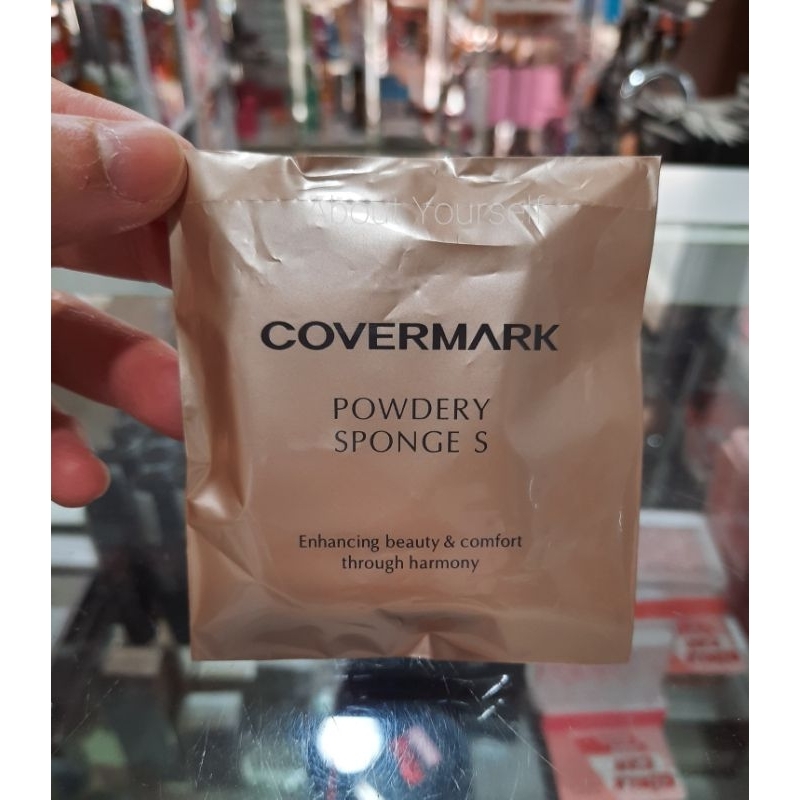 About Yourself
COVERMARK
POWDERY
SPONGE S
Enhancing beauty & comfort
through harmony